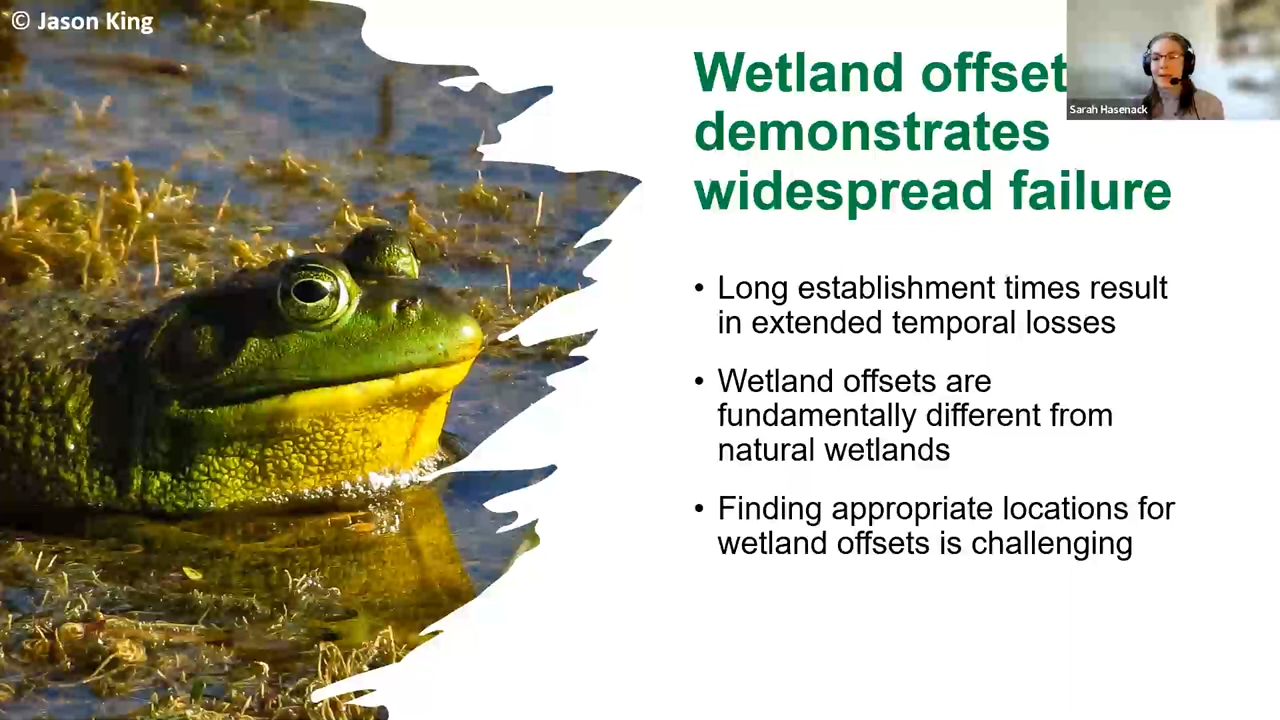 © Jason King
Wetland offset
demonstrates
widespread failure
Sarah Hasenack
• Long establishment times result
in extended temporal losses
• Wetland offsets are
fundamentally different from
natural wetlands
• Finding appropriate locations for
wetland offsets is challenging